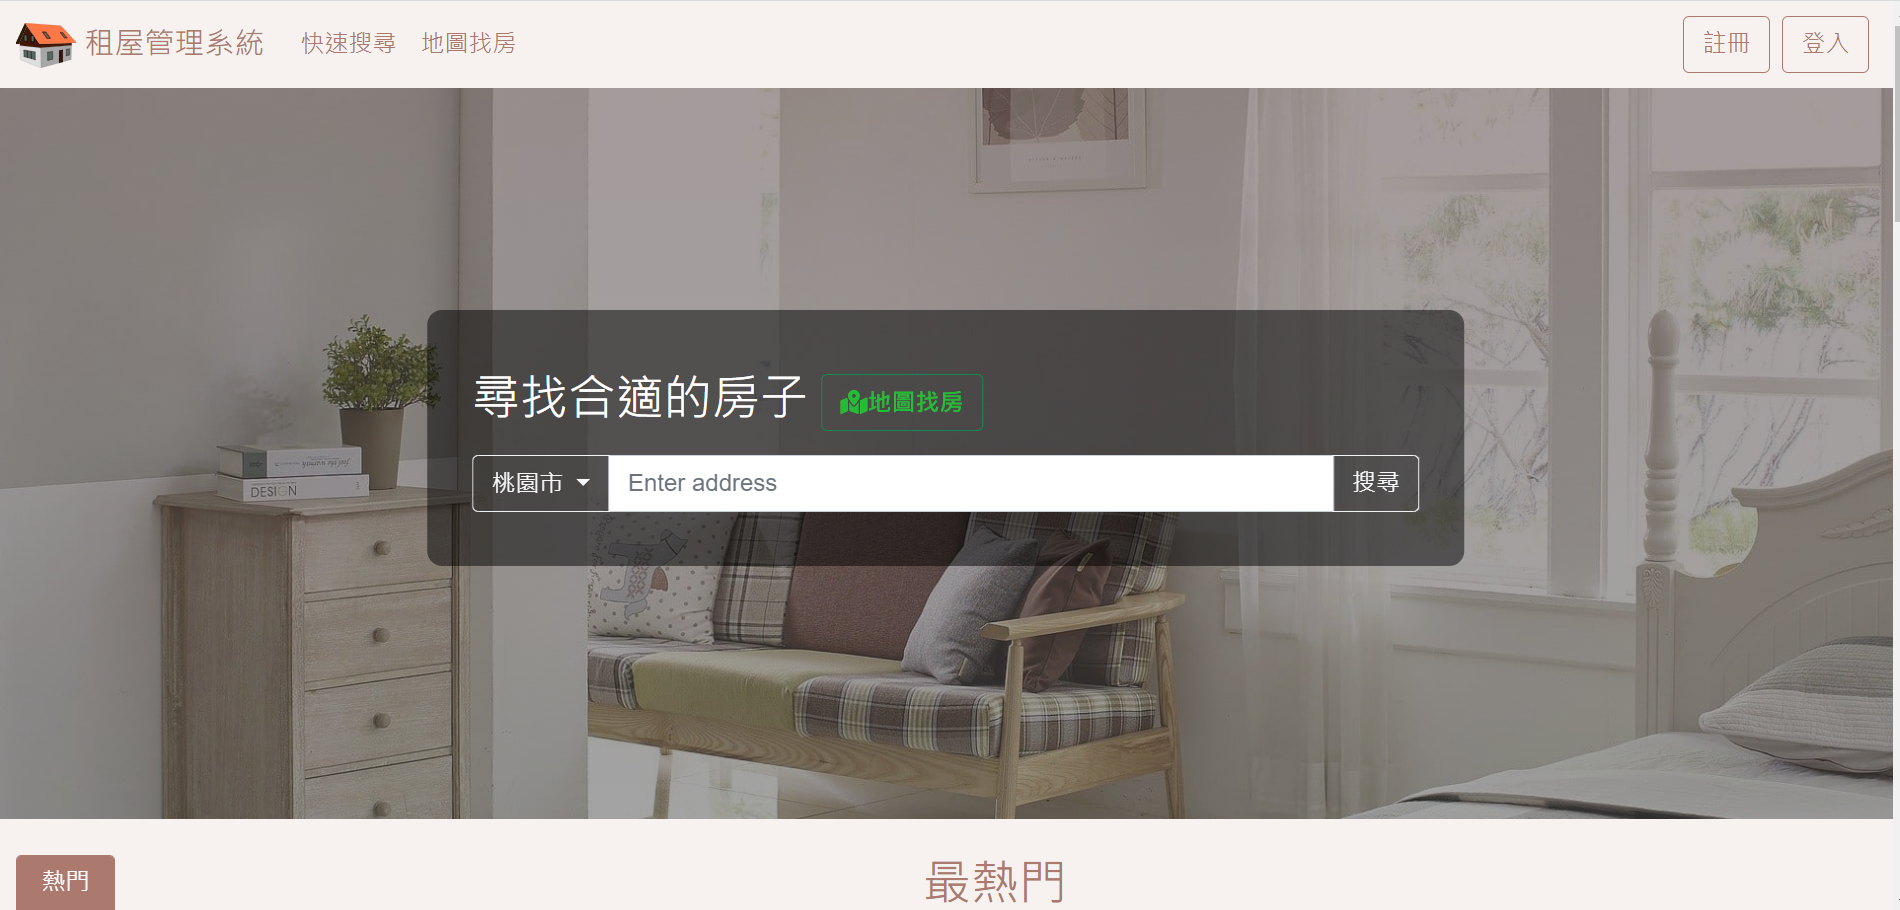 租屋管理系統 快速搜尋 地圖找房 註冊 登入
尋找合適的房子 地圖找房
桃園市 Enter address 搜尋
DESIGN
熱門 最熱門